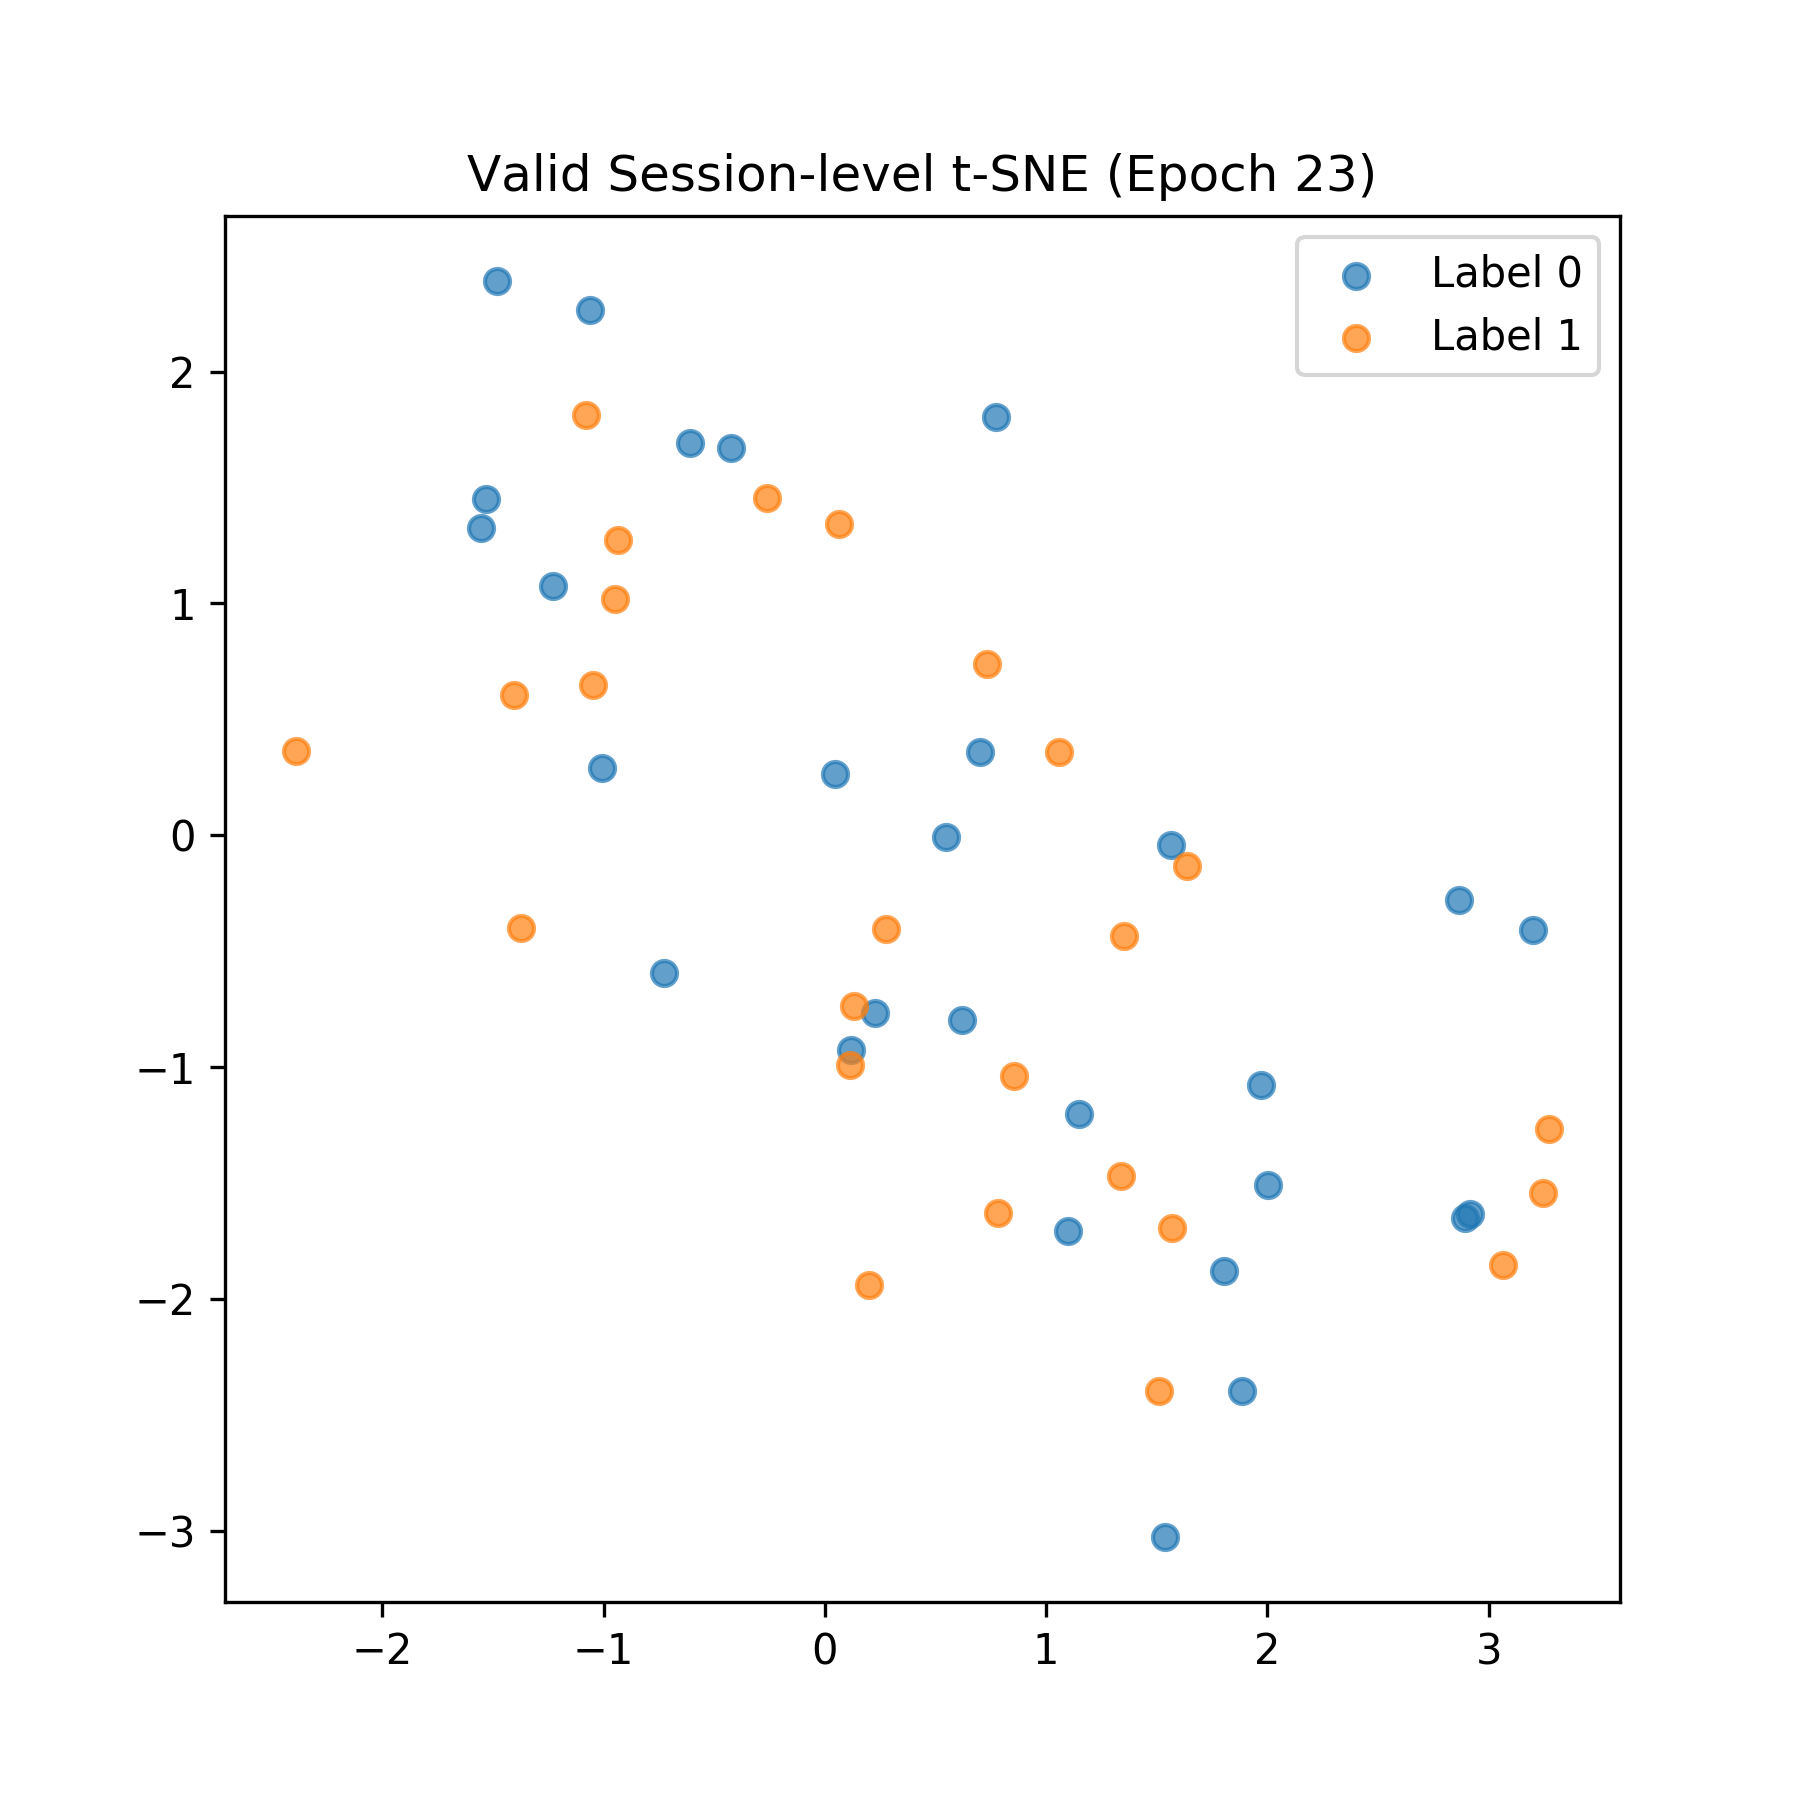 Valid Session-level t-SNE (Epoch 23)
Label 0
Label 1
2
1
0
−1
−2
−3
−2 −1 0 1 2 3